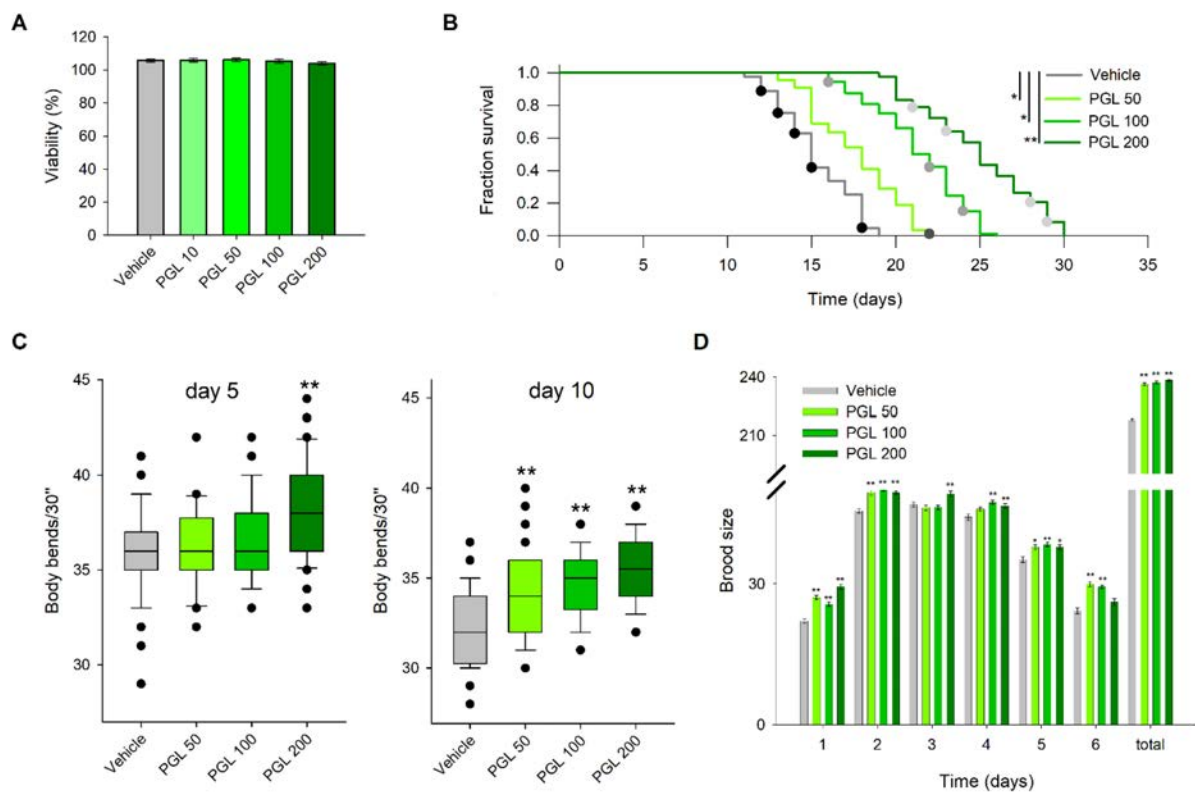 A
Viability (%)
120
100
80
60
40
20
0
Vehicle
PGL 10
PGL 50
PGL 100
PGL 200
B
Fraction survival
1.0
0.8
0.6
0.4
0.2
0.0
0
5
10
15
20
25
30
35
Time (days)
Vehicle
* PGL 50
* PGL 100
** PGL 200
C
Body bends/30"
45
40
35
30
day 5
**
Vehicle
PGL 50
PGL 100
PGL 200
Body bends/30"
45
40
35
30
day 10
**
**
**
Vehicle
PGL 50
PGL 100
PGL 200
D
Brood size
240
210
30
0
Vehicle
PGL 50
PGL 100
PGL 200
** ** **
** ** **
**
** **
* ** *
** **
** ** **
1
2
3
4
5
6
total
Time (days)